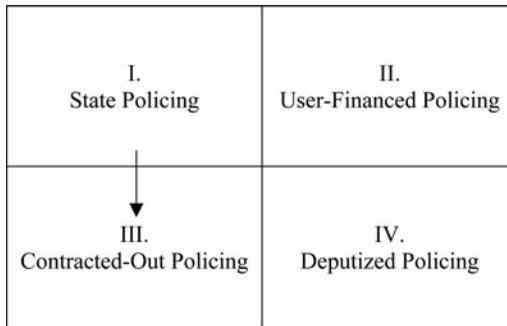 I.
State Policing
II.
User-Financed Policing
III.
Contracted-Out Policing
IV.
Deputized Policing